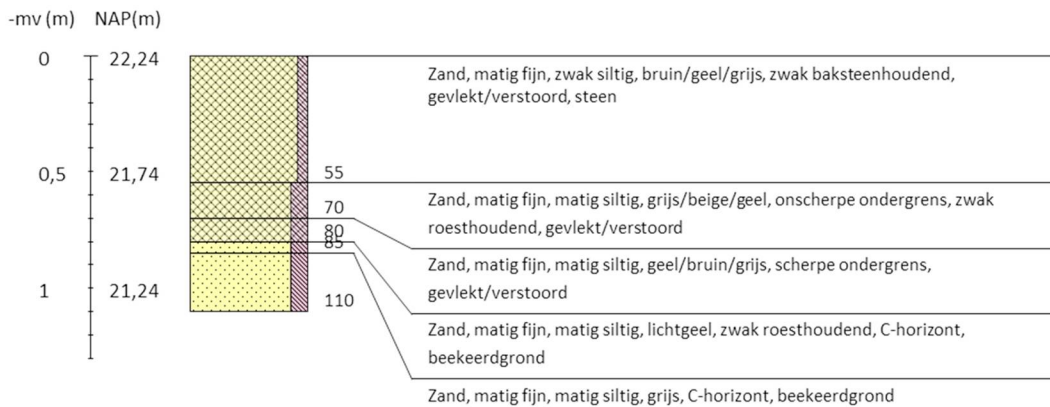 -mv (m) NAP(m)
0 22,24
Zand, matig fijn, zwak siltig, bruin/geel/grijs, zwak baksteenhoudend,
gevlekt/verstoord, steen
0,5 21,74 55
Zand, matig fijn, matig siltig, grijs/beige/geel, onscherpe ondergrens, zwak
70
roesthoudend, gevlekt/verstoord
80
85
Zand, matig fijn, matig siltig, geel/bruin/grijs, scherpe ondergrens,
gevlekt/verstoord
1 21,24 110
Zand, matig fijn, matig siltig, lichtgeel, zwak roesthoudend, C-horizont,
beekeerdgrond
Zand, matig fijn, matig siltig, grijs, C-horizont, beekeerdgrond